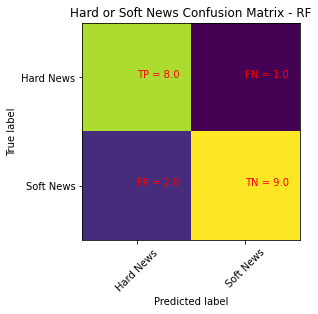 Hard or Soft News Confusion Matrix - RF
Hard News
TP = 8.0
FN = 1.0
True label
Soft News
FP = 2.0
TN = 9.0
Hard News
Soft News
Predicted label